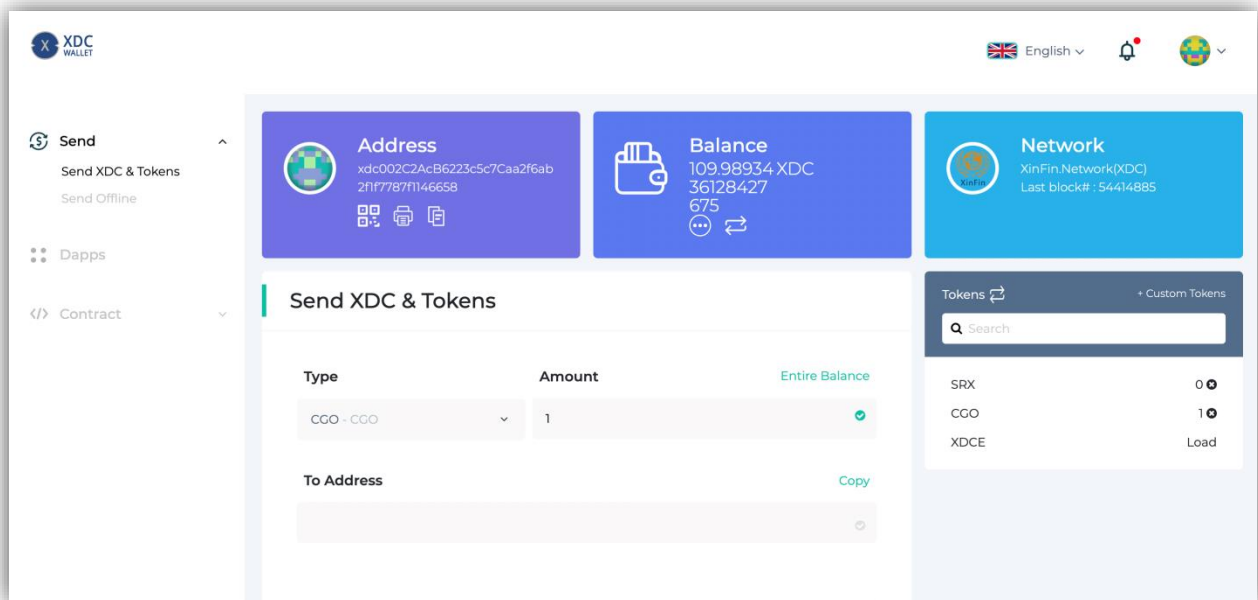 XDC
WALLET
English
Send
Send XDC & Tokens
Send Offline
Dapps
Contract
Address
xdc002C2AcB6223c5c7Caa2f6ab
2f1f7787f1146658
Balance
109.98934 XDC
36128427
675
Network
XinFin.Network(XDC)
Last block# : 54414885
XinFin
Send XDC & Tokens
Type
Amount
Entire Balance
CGO - CGO
1
To Address
Copy
Tokens
+ Custom Tokens
Search
SRX 0
CGO 1
XDCE Load